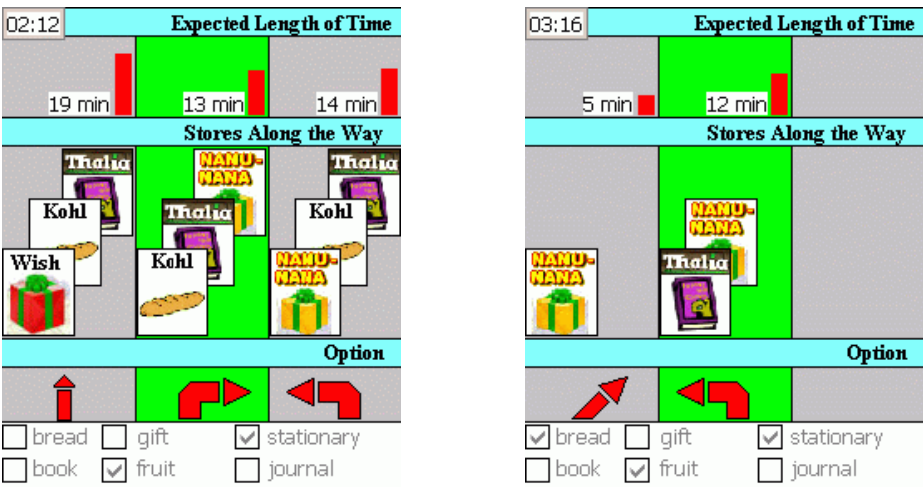 02:12 Expected Length of Time
19 min 13 min 14 min
Stores Along the Way
Thalia NANU-NANA Thalia
Kohl Thalia Kohl
Wish Kohl NANU-NANA
Option
bread gift stationary
book fruit journal
03:16 Expected Length of Time
5 min 12 min
Stores Along the Way
NANU-NANA
NANU-NANA Thalia
Option
bread gift stationary
book fruit journal